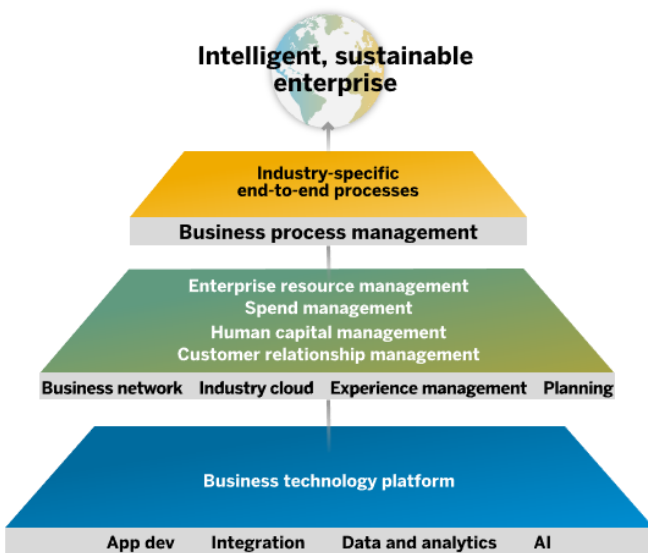 Intelligent, sustainable
enterprise
Industry-specific
end-to-end processes
Business process management
Enterprise resource management
Spend management
Human capital management
Customer relationship management
Business network Industry cloud Experience management Planning
Business technology platform
App dev Integration Data and analytics AI